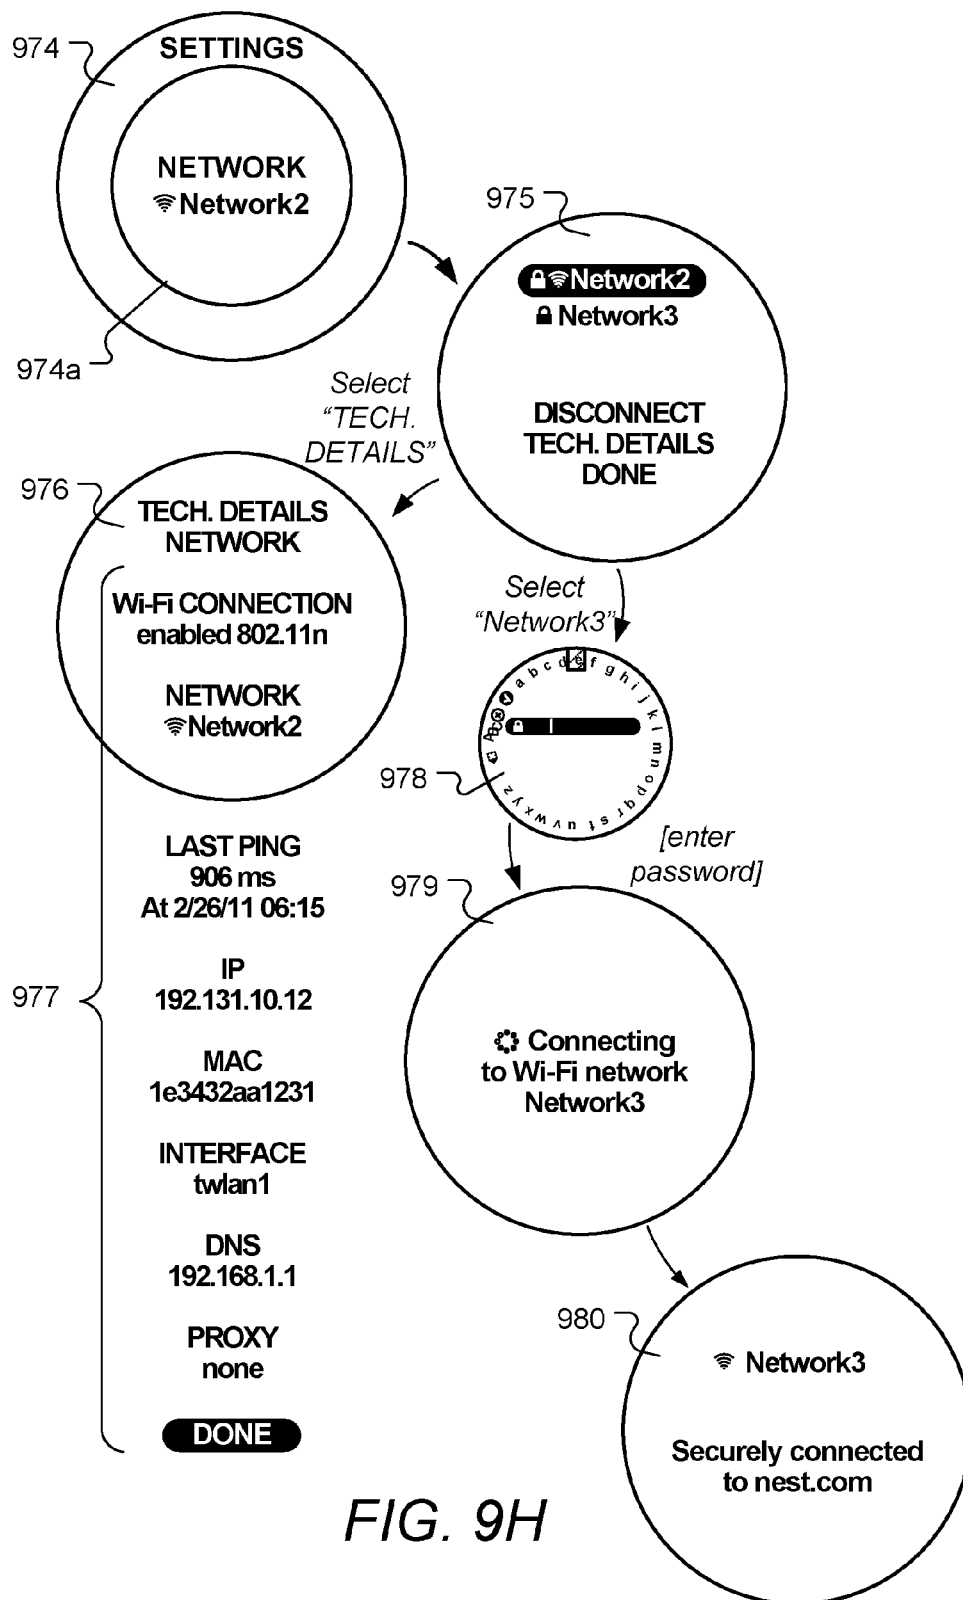 974
SETTINGS
NETWORK
Network2
974a
975
Network2
Network3
DISCONNECT
TECH. DETAILS
DONE
Select
“TECH.
DETAILS”
976
TECH. DETAILS
NETWORK
Wi-Fi CONNECTION
enabled 802.11n
NETWORK
Network2
977
LAST PING
906 ms
At 2/26/11 06:15
IP
192.131.10.12
MAC
1e3432aa1231
INTERFACE
twlan1
DNS
192.168.1.1
PROXY
none
DONE
Select
“Network3”
a b c d e f g h i j k l m n o p q r s t u v w x y z
978
[enter
password]
979
Connecting
to Wi-Fi network
Network3
980
Network3
Securely connected
to nest.com
FIG. 9H